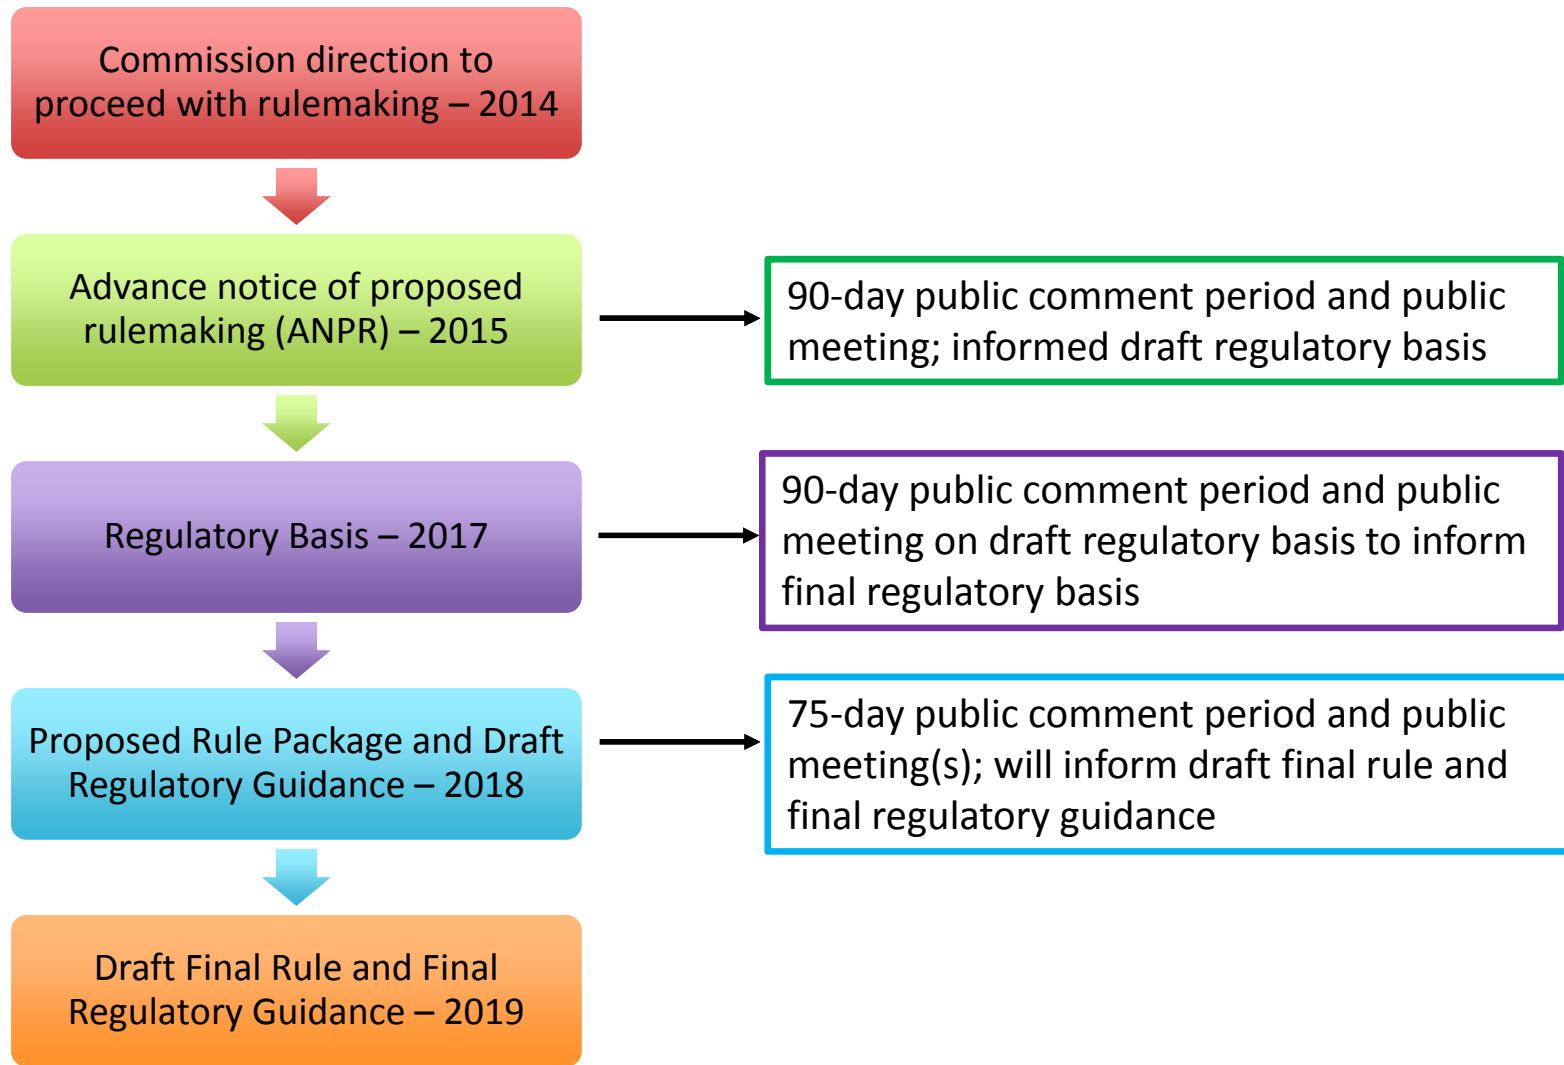 Commission direction to
proceed with rulemaking – 2014
Advance notice of proposed
rulemaking (ANPR) – 2015
90-day public comment period and public
meeting; informed draft regulatory basis
Regulatory Basis – 2017
90-day public comment period and public
meeting on draft regulatory basis to inform
final regulatory basis
Proposed Rule Package and Draft
Regulatory Guidance – 2018
75-day public comment period and public
meeting(s); will inform draft final rule and
final regulatory guidance
Draft Final Rule and Final
Regulatory Guidance – 2019